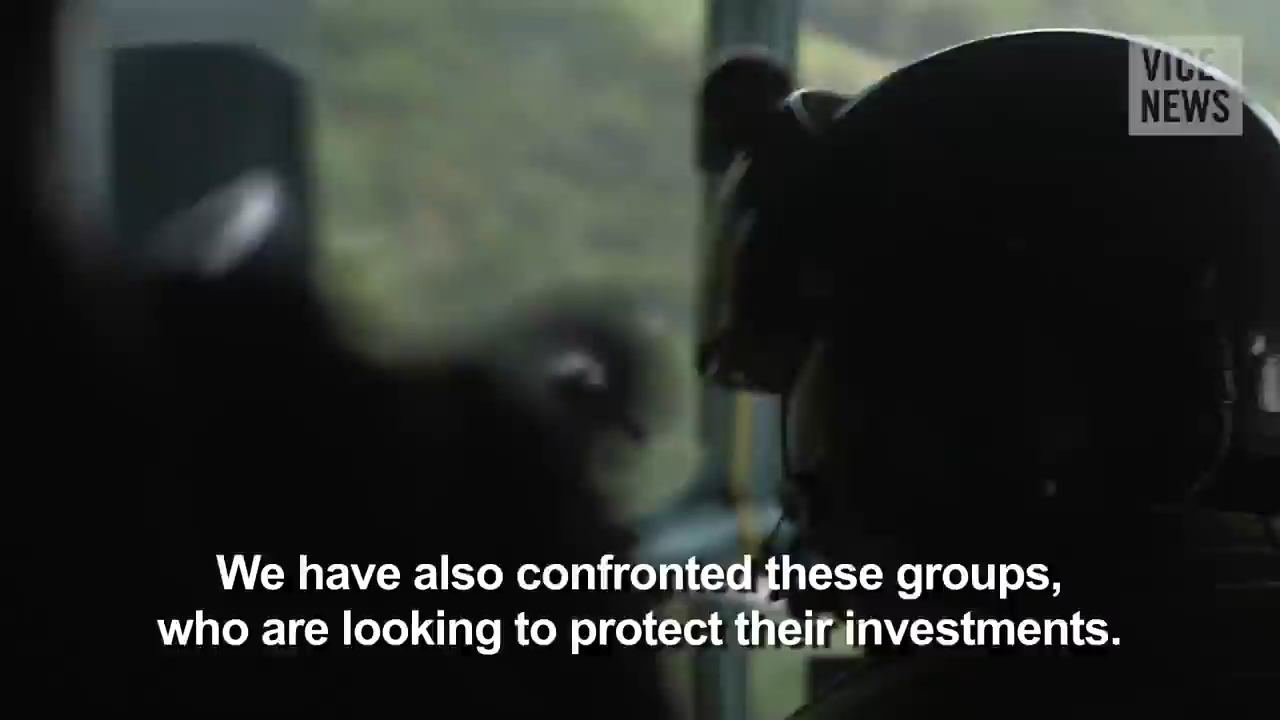 VICE
NEWS
We have also confronted these groups,
who are looking to protect their investments.